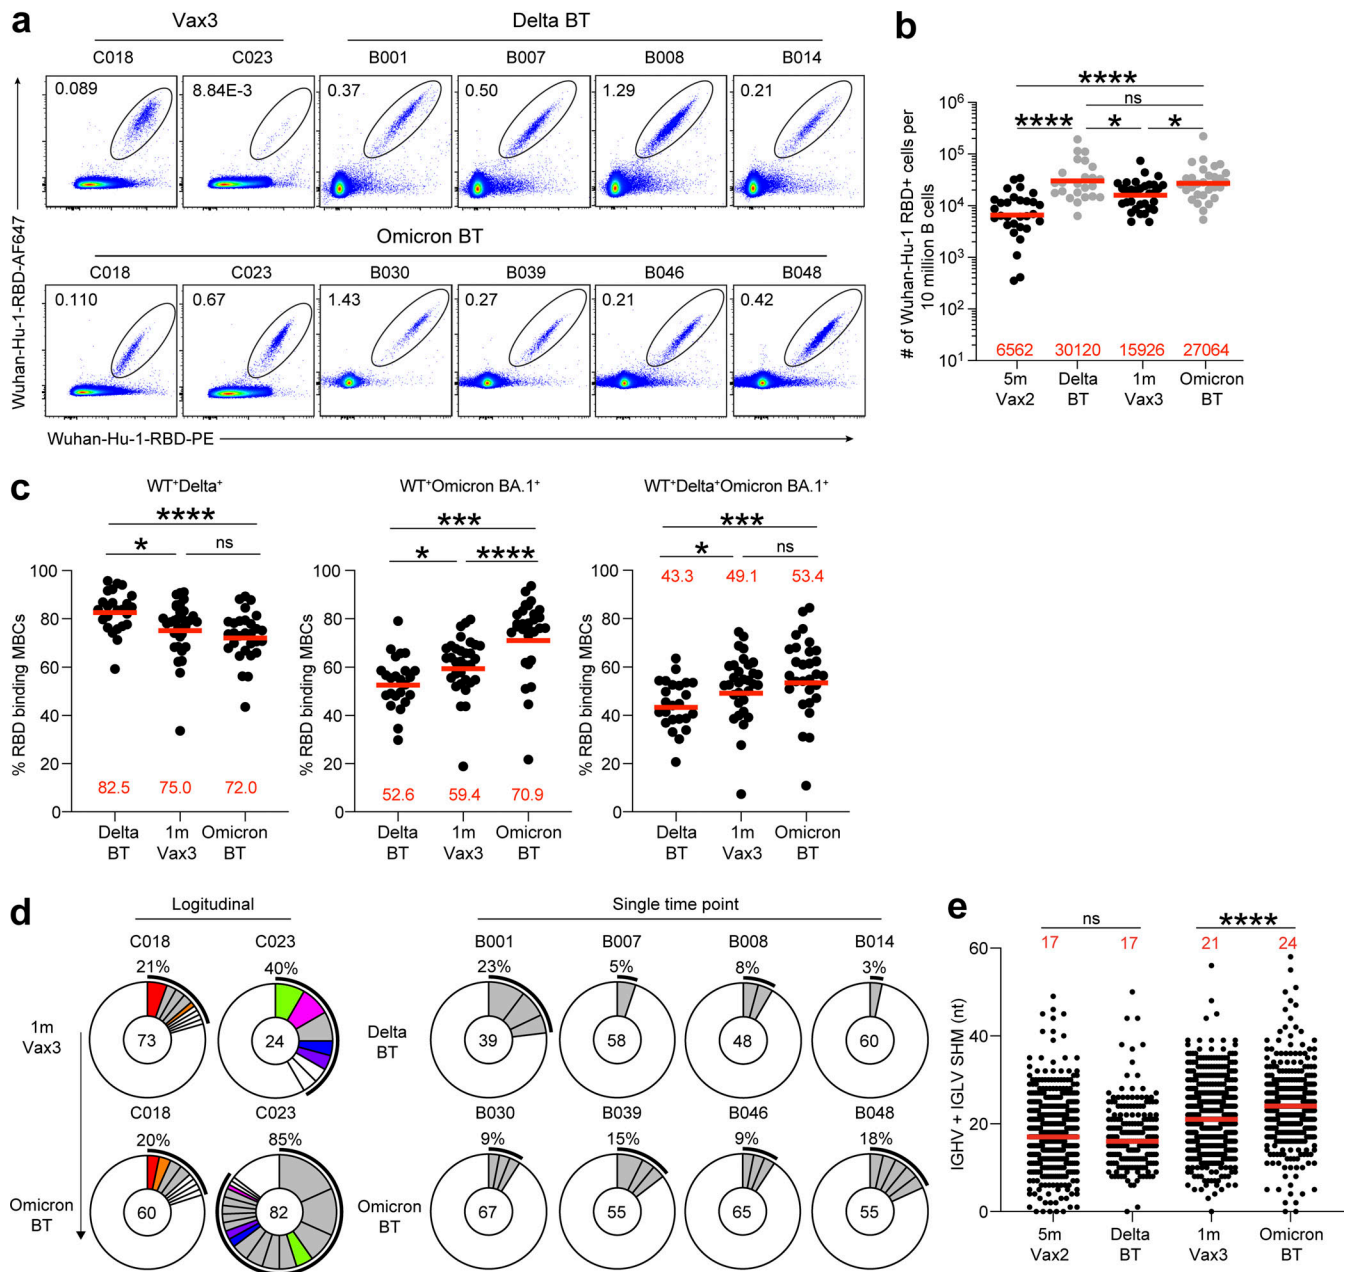 a
Vax3
Delta BT
C018 C023 B001 B007 B008 B014
0.089 8.84E-3 0.37 0.50 1.29 0.21
Omicron BT
C018 C023 B030 B039 B046 B048
0.110 0.67 1.43 0.27 0.21 0.42
Wuhan-Hu-1-RBD-AF647
Wuhan-Hu-1-RBD-PE
b
# of Wuhan-Hu-1 RBD+ cells per
10 million B cells
10⁶
10⁵
10⁴
10³
10²
10¹
****
ns
**** * *
6562 30120 15926 27064
5m Delta 1m Omicron
Vax2 BT Vax3 BT
c
WT⁺Delta⁺
****
* ns
% RBD binding MBCs
100
80
60
40
20
0
82.5 75.0 72.0
Delta 1m Omicron
BT Vax3 BT
WT⁺Omicron BA.1⁺
***
* ****
% RBD binding MBCs
100
80
60
40
20
0
52.6 59.4 70.9
Delta 1m Omicron
BT Vax3 BT
WT⁺Delta⁺Omicron BA.1⁺
***
* ns
43.3 49.1 53.4
% RBD binding MBCs
100
80
60
40
20
0
Delta 1m Omicron
BT Vax3 BT
d
Logitudinal
Single time point
C018 C023 B001 B007 B008 B014
21% 40% 23% 5% 8% 3%
1m
Vax3
73 24
Delta
BT
39 58 48 60
C018 C023 B030 B039 B046 B048
20% 85% 9% 15% 9% 18%
Omicron
BT
60 82
Omicron
BT
67 55 65 55
e
ns ****
17 17 21 24
IGHV + IGLV SHM (nt)
60
40
20
0
5m Delta 1m Omicron
Vax2 BT Vax3 BT